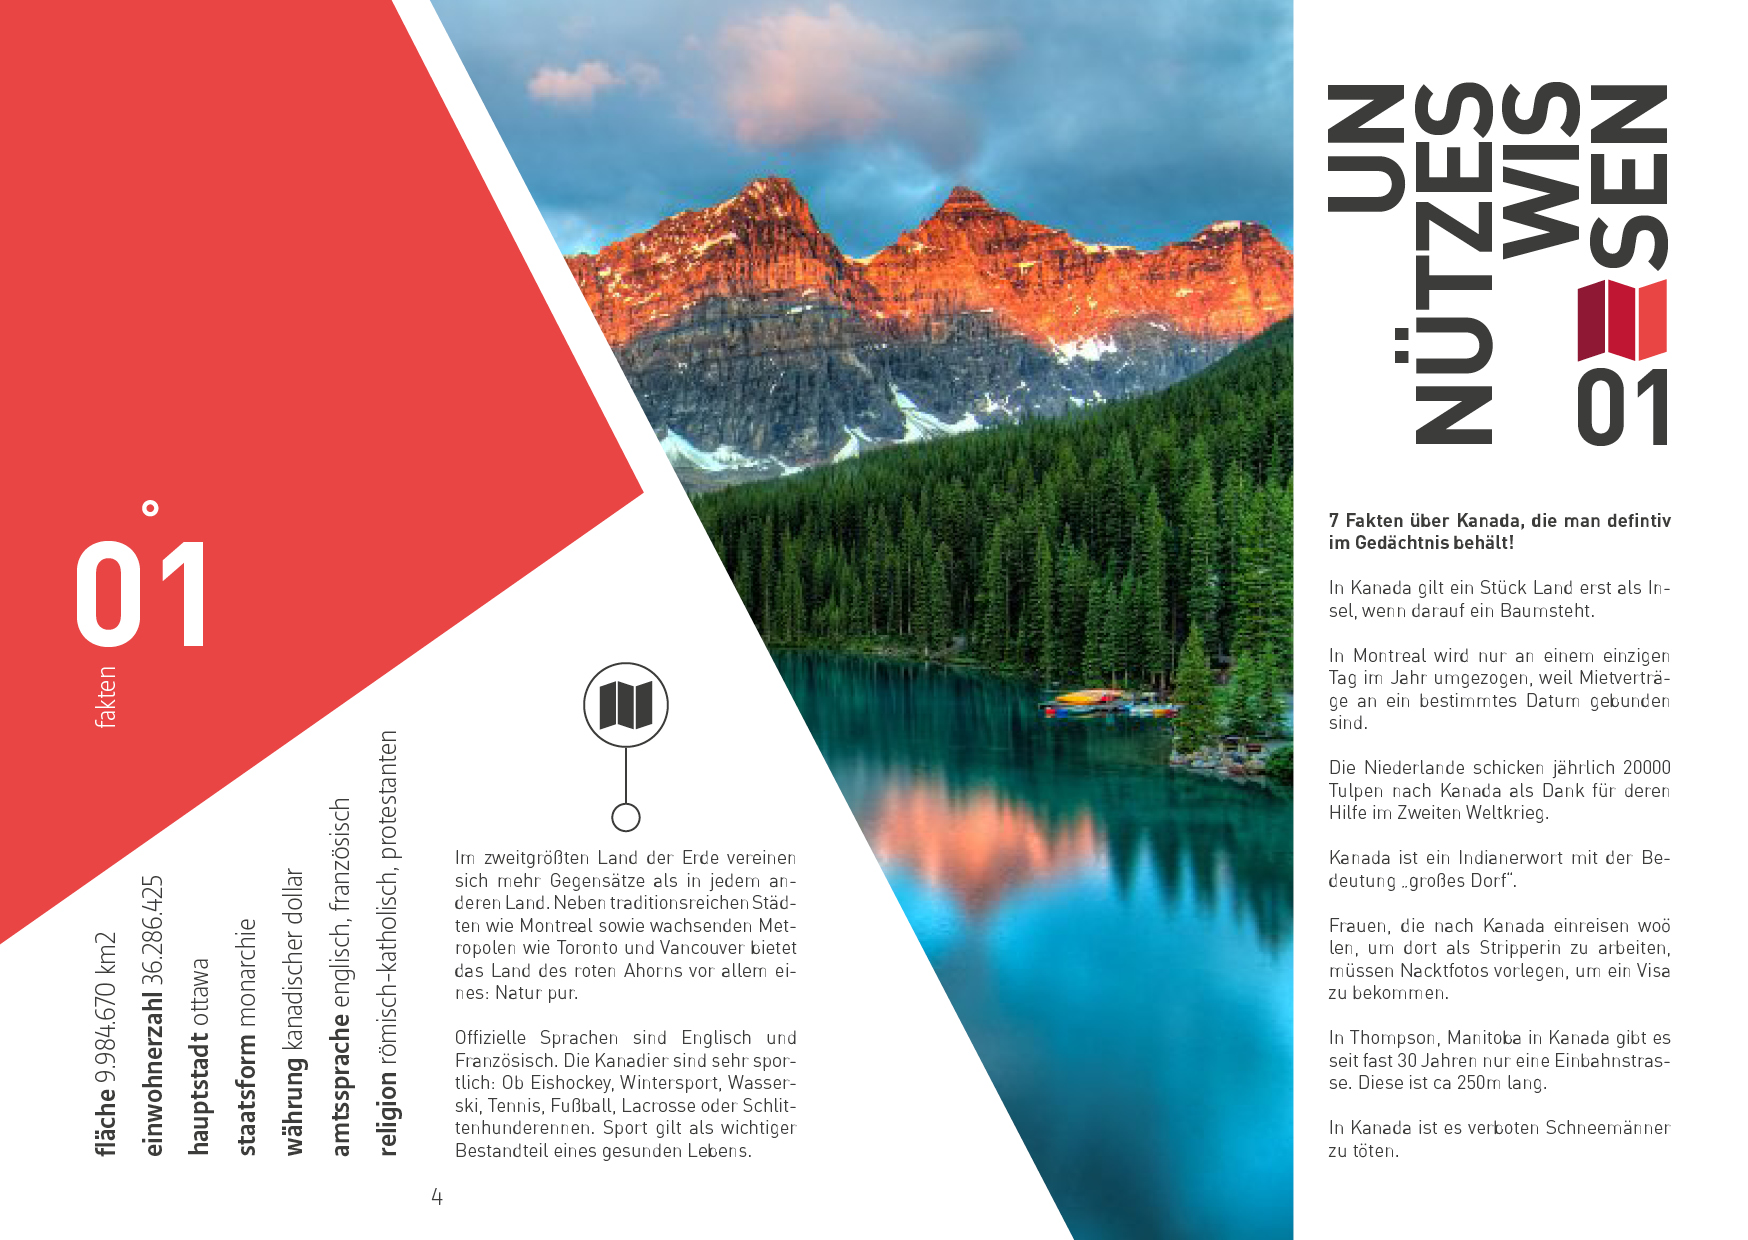 01°
fakten
fläche 9.984.670 km2
einwohnerzahl 36.286.425
hauptstadt ottawa
staatsform monarchie
währung kanadischer dollar
amtssprache englisch, französisch
religion römisch-katholisch, protestanten
Im zweitgrößten Land der Erde vereinen
sich mehr Gegensätze als in jedem an-
deren Land. Neben traditionsreichen Städ-
ten wie Montreal sowie wachsenden Met-
ropolen wie Toronto und Vancouver bietet
das Land des roten Ahorns vor allem ei-
nes: Natur pur.
Offizielle Sprachen sind Englisch und
Französisch. Die Kanadier sind sehr spor-
tlich: Ob Eishockey, Wintersport, Wasser-
ski, Tennis, Fußball, Lacrosse oder Schlit-
tenhunderennen. Sport gilt als wichtiger
Bestandteil eines gesunden Lebens.
4
UN
NÜTZES
WIS
SEN
01
7 Fakten über Kanada, die man defintiv
im Gedächtnis behält!
In Kanada gilt ein Stück Land erst als In-
sel, wenn darauf ein Baumsteht.
In Montreal wird nur an einem einzigen
Tag im Jahr umgezogen, weil Mietverträ-
ge an ein bestimmtes Datum gebunden
sind.
Die Niederlande schicken jährlich 20000
Tulpen nach Kanada als Dank für deren
Hilfe im Zweiten Weltkrieg.
Kanada ist ein Indianerwort mit der Be-
deutung „großes Dorf“.
Frauen, die nach Kanada einreisen woö
len, um dort als Stripperin zu arbeiten,
müssen Nacktfotos vorlegen, um ein Visa
zu bekommen.
In Thompson, Manitoba in Kanada gibt es
seit fast 30 Jahren nur eine Einbahnstras-
se. Diese ist ca 250m lang.
In Kanada ist es verboten Schneemänner
zu töten.